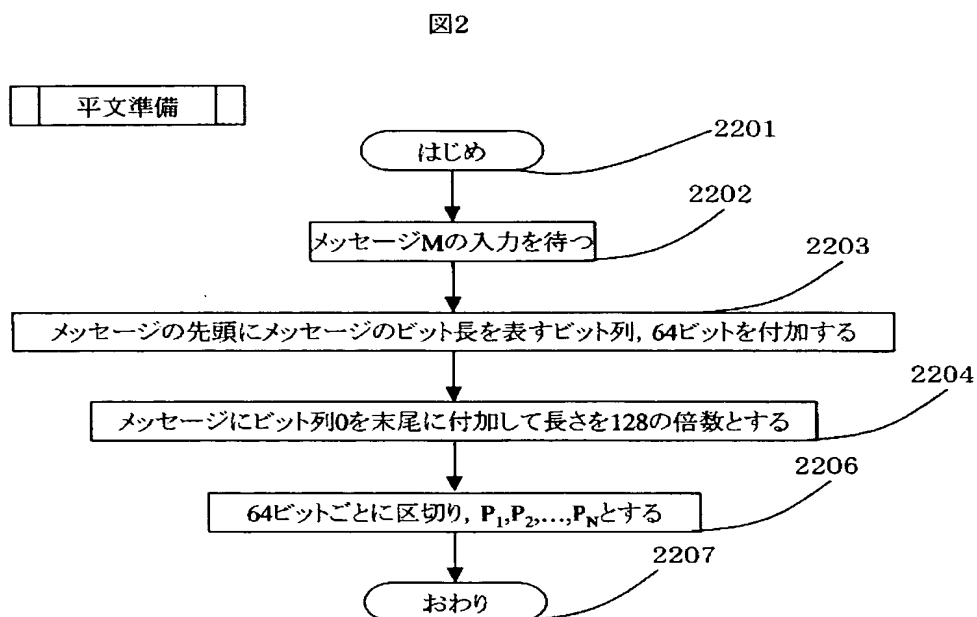 図2
平文準備
はじめ
2201
2202
メッセージMの入力を待つ
2203
メッセージの先頭にメッセージのビット長を表すビット列, 64ビットを付加する
2204
メッセージにビット列0を末尾に付加して長さを128の倍数とする
2206
64ビットごとに区切り, P1,P2,...,PNとする
2207
おわり